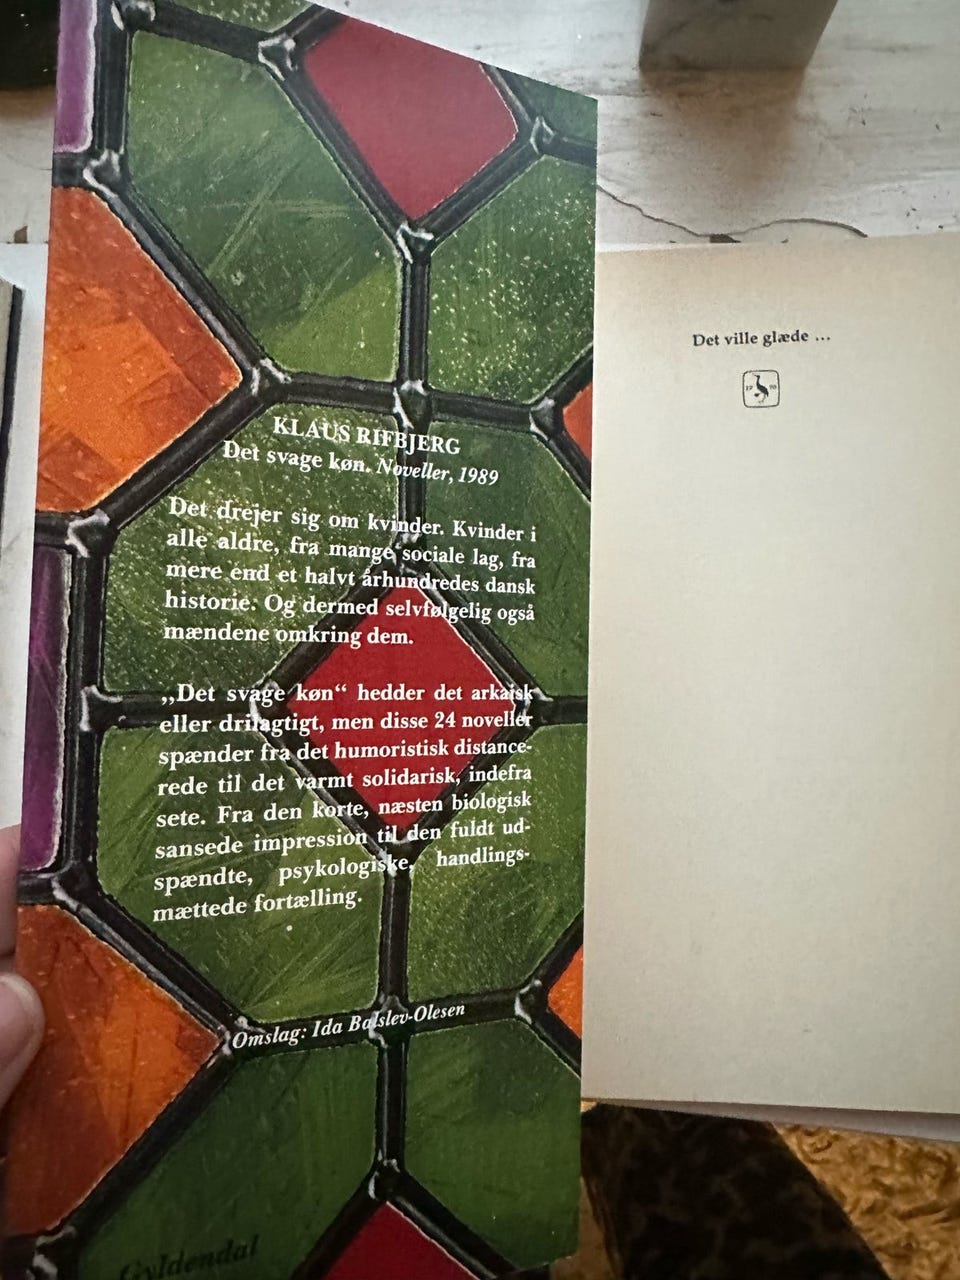 KLAUS RIFBJERG
Det svage køn. Noveller, 1989
Det drejer sig om kvinder. Kvinder i
alle aldre, fra mange sociale lag, fra
mere end et halvt århundredes dansk
historie. Og dermed selvfølgelig også
mændene omkring dem.
„Det svage køn“ hedder det arkaisk
eller drilagtigt, men disse 24 noveller
spænder fra det humoristisk distance-
rede til det varmt solidarisk, indefra
sete. Fra den korte, næsten biologisk
sansede impression til den fuldt ud-
spændte, psykologiske, handlings-
mættede fortælling.
Omslag: Ida Balslev-Olesen
Gyldendal
Det ville glæde ...
17 70